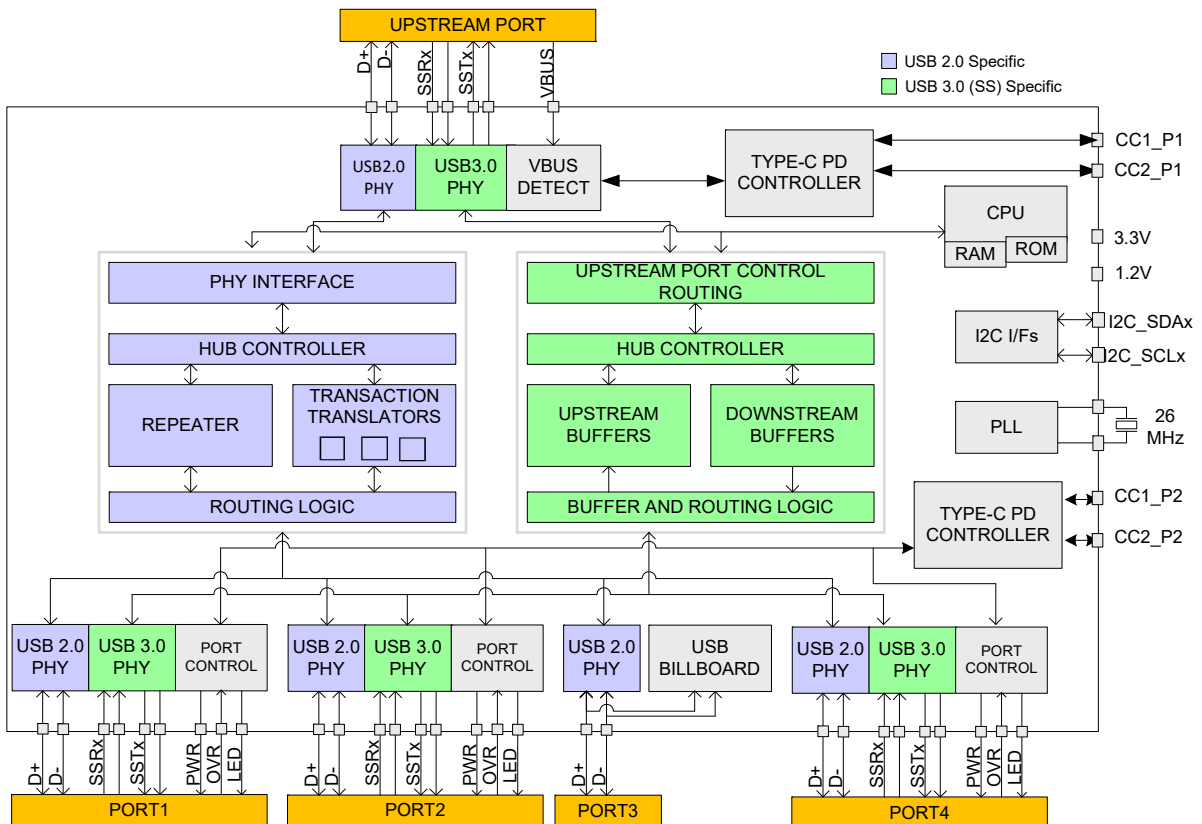 UPSTREAM PORT
D+
D-
SSRx
SSTx
VBUS
USB 2.0 Specific
USB 3.0 (SS) Specific
USB2.0
PHY
USB3.0
PHY
VBUS
DETECT
TYPE-C PD
CONTROLLER
CC1_P1
CC2_P1
CPU
RAM
ROM
3.3V
1.2V
PHY INTERFACE
HUB CONTROLLER
REPEATER
TRANSACTION
TRANSLATORS
ROUTING LOGIC
UPSTREAM PORT CONTROL
ROUTING
HUB CONTROLLER
UPSTREAM
BUFFERS
DOWNSTREAM
BUFFERS
BUFFER AND ROUTING LOGIC
I2C I/Fs
I2C_SDAx
I2C_SCLx
PLL
26
MHz
TYPE-C PD
CONTROLLER
CC1_P2
CC2_P2
USB 2.0
PHY
USB 3.0
PHY
PORT
CONTROL
USB 2.0
PHY
USB 3.0
PHY
PORT
CONTROL
USB 2.0
PHY
USB
BILLBOARD
USB 2.0
PHY
USB 3.0
PHY
PORT
CONTROL
D+
D-
SSRx
SSTx
PWR
OVR
LED
D+
D-
SSRx
SSTx
PWR
OVR
LED
D+
D-
D+
D-
SSRx
SSTx
PWR
OVR
LED
PORT1
PORT2
PORT3
PORT4